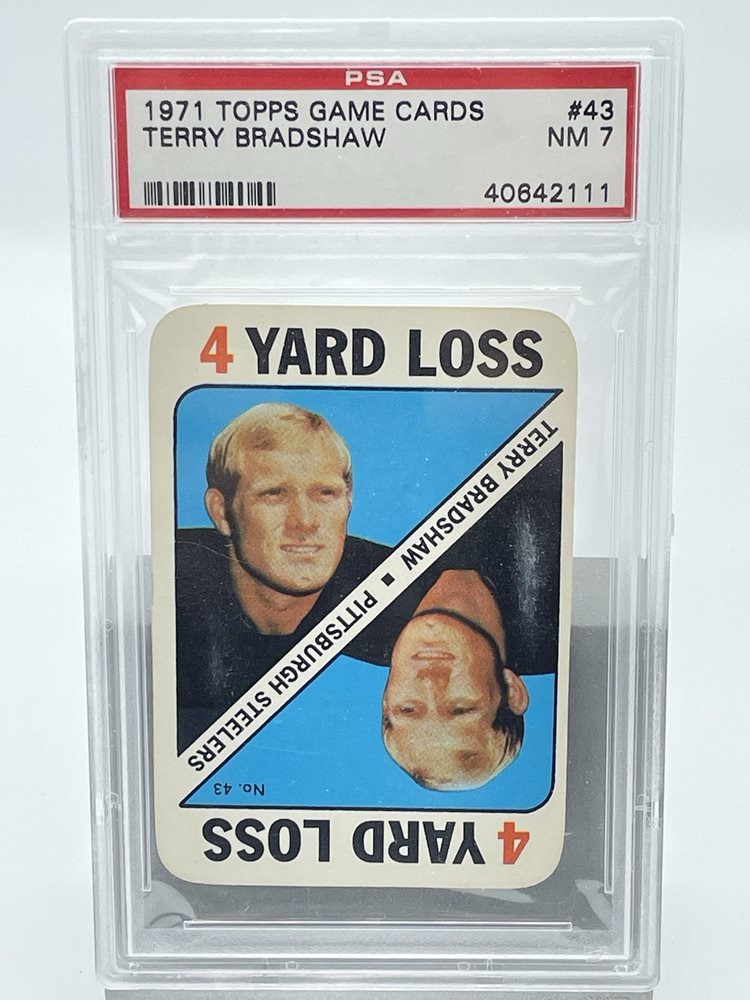 PSA
1971 TOPPS GAME CARDS #43
TERRY BRADSHAW NM 7
40642111
4 YARD LOSS
TERRY BRADSHAW ■ PITTSBURGH STEELERS
No. 43
4 YARD LOSS